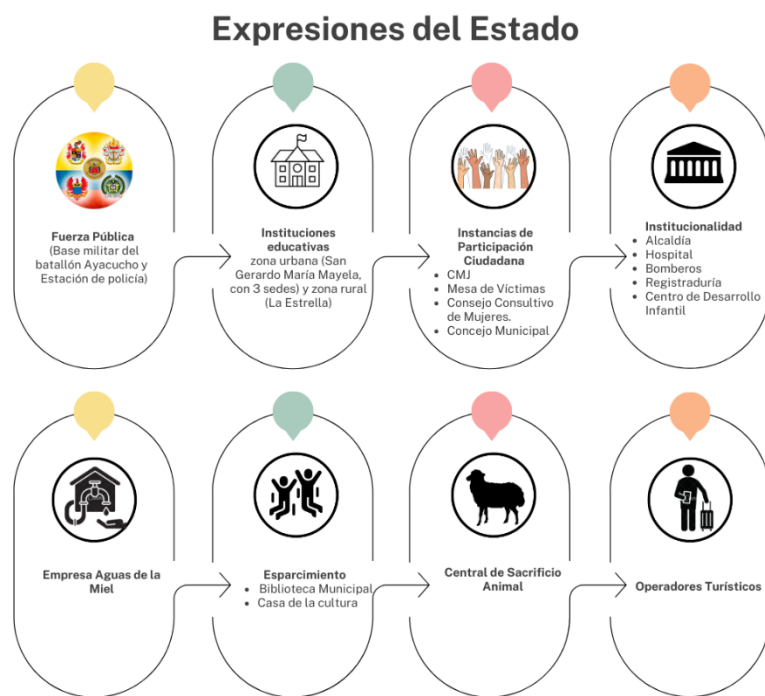 Expresiones del Estado
Fuerza Pública
(Base militar del
batallón Ayacucho y
Estación de policía)
Instituciones
educativas
zona urbana (San
Gerardo María Mayela,
con 3 sedes) y zona rural
(La Estrella)
Instancias de
Participación
Ciudadana
• CMJ
• Mesa de Víctimas
• Consejo Consultivo
de Mujeres.
• Concejo Municipal
Institucionalidad
• Alcaldía
• Hospital
• Bomberos
• Registraduría
• Centro de Desarrollo
Infantil
Empresa Aguas de la
Miel
Esparcimiento
• Biblioteca Municipal
• Casa de la cultura
Central de Sacrificio
Animal
Operadores Turísticos